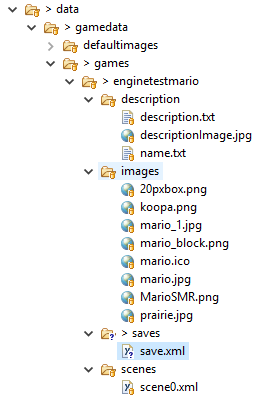 > data
> gamedata
defaultimages
> games
> enginetestmario
description
description.txt
descriptionImage.jpg
name.txt
images
20pxbox.png
koopa.png
mario_1.jpg
mario_block.png
mario.ico
mario.jpg
MarioSMR.png
prairie.jpg
> saves
save.xml
scenes
scene0.xml